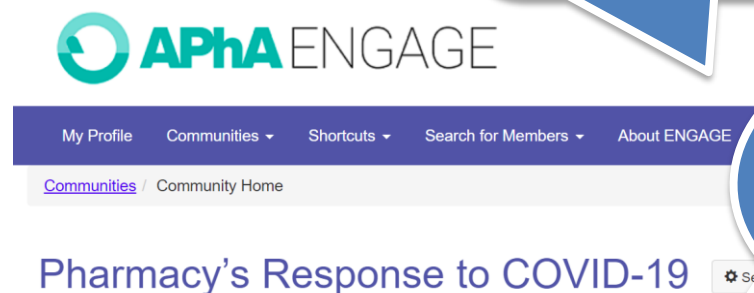 APhA ENGAGE
My Profile Communities Shortcuts Search for Members About ENGAGE
Communities / Community Home
Pharmacy's Response to COVID-19